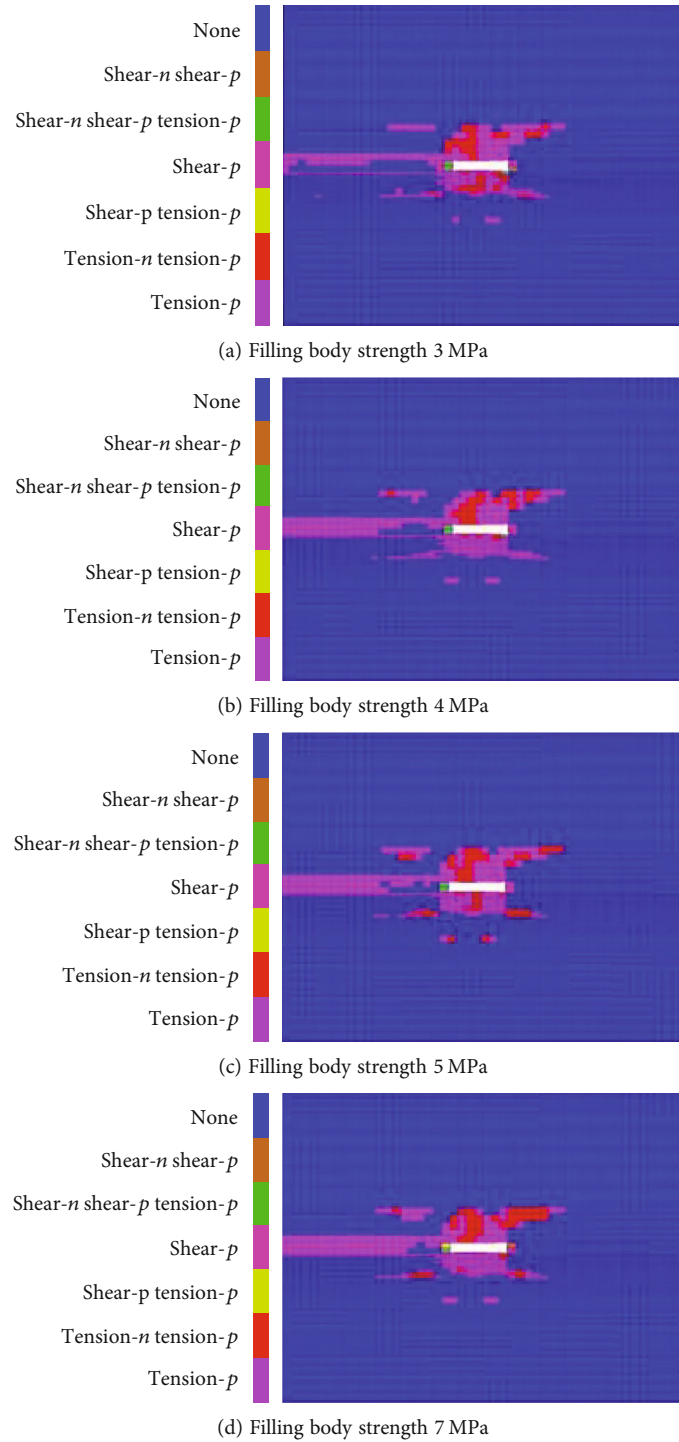 None
Shear-n shear-p
Shear-n shear-p tension-p
Shear-p
Shear-p tension-p
Tension-n tension-p
Tension-p
(a) Filling body strength 3 MPa
None
Shear-n shear-p
Shear-n shear-p tension-p
Shear-p
Shear-p tension-p
Tension-n tension-p
Tension-p
(b) Filling body strength 4 MPa
None
Shear-n shear-p
Shear-n shear-p tension-p
Shear-p
Shear-p tension-p
Tension-n tension-p
Tension-p
(c) Filling body strength 5 MPa
None
Shear-n shear-p
Shear-n shear-p tension-p
Shear-p
Shear-p tension-p
Tension-n tension-p
Tension-p
(d) Filling body strength 7 MPa